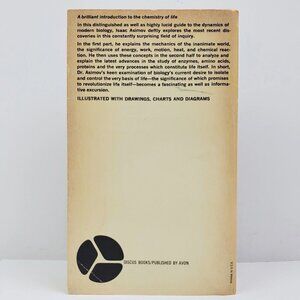 A brilliant introduction to the chemistry of life
In this distinguished as well as highly lucid guide to the dynamics of
modern biology, Isaac Asimov deftly explores the most recent dis-
coveries in this constantly surprising field of inquiry.
In the first part, he explains the mechanics of the inanimate world,
the significance of energy, work, motion, heat, and chemical reac-
tion. He then uses these concepts in the second half to analyze and
explain the latest advances in the study of enzymes, amino acids,
proteins and the very processes which constitute life itself. In short,
Dr. Asimov's keen examination of biology's current desire to isolate
and control the very basis of life—the significance of which promises
to revolutionize life itself—becomes a fascinating as well as informa-
tive excursion.
ILLUSTRATED WITH DRAWINGS, CHARTS AND DIAGRAMS
DISCUS BOOKS/PUBLISHED BY AVON